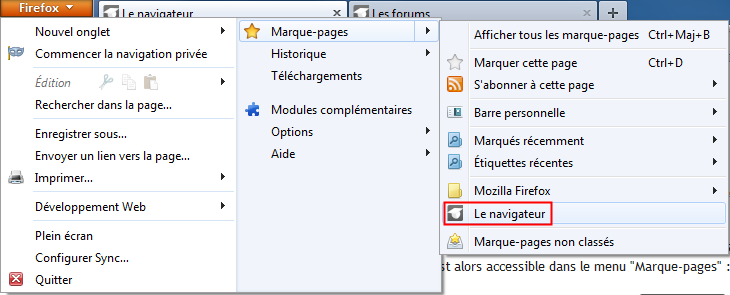 Firefox
Le navigateur
Les forums
Nouvel onglet
Commencer la navigation privée
Édition
Rechercher dans la page...
Enregistrer sous...
Envoyer un lien vers la page...
Imprimer...
Développement Web
Plein écran
Configurer Sync...
Quitter
Marque-pages
Historique
Téléchargements
Modules complémentaires
Options
Aide
Afficher tous les marque-pages Ctrl+Maj+B
Marquer cette page Ctrl+D
S'abonner à cette page
Barre personnelle
Marqués récemment
Étiquettes récentes
Mozilla Firefox
Le navigateur
Marque-pages non classés
st alors accessible dans le menu "Marque-pages" :